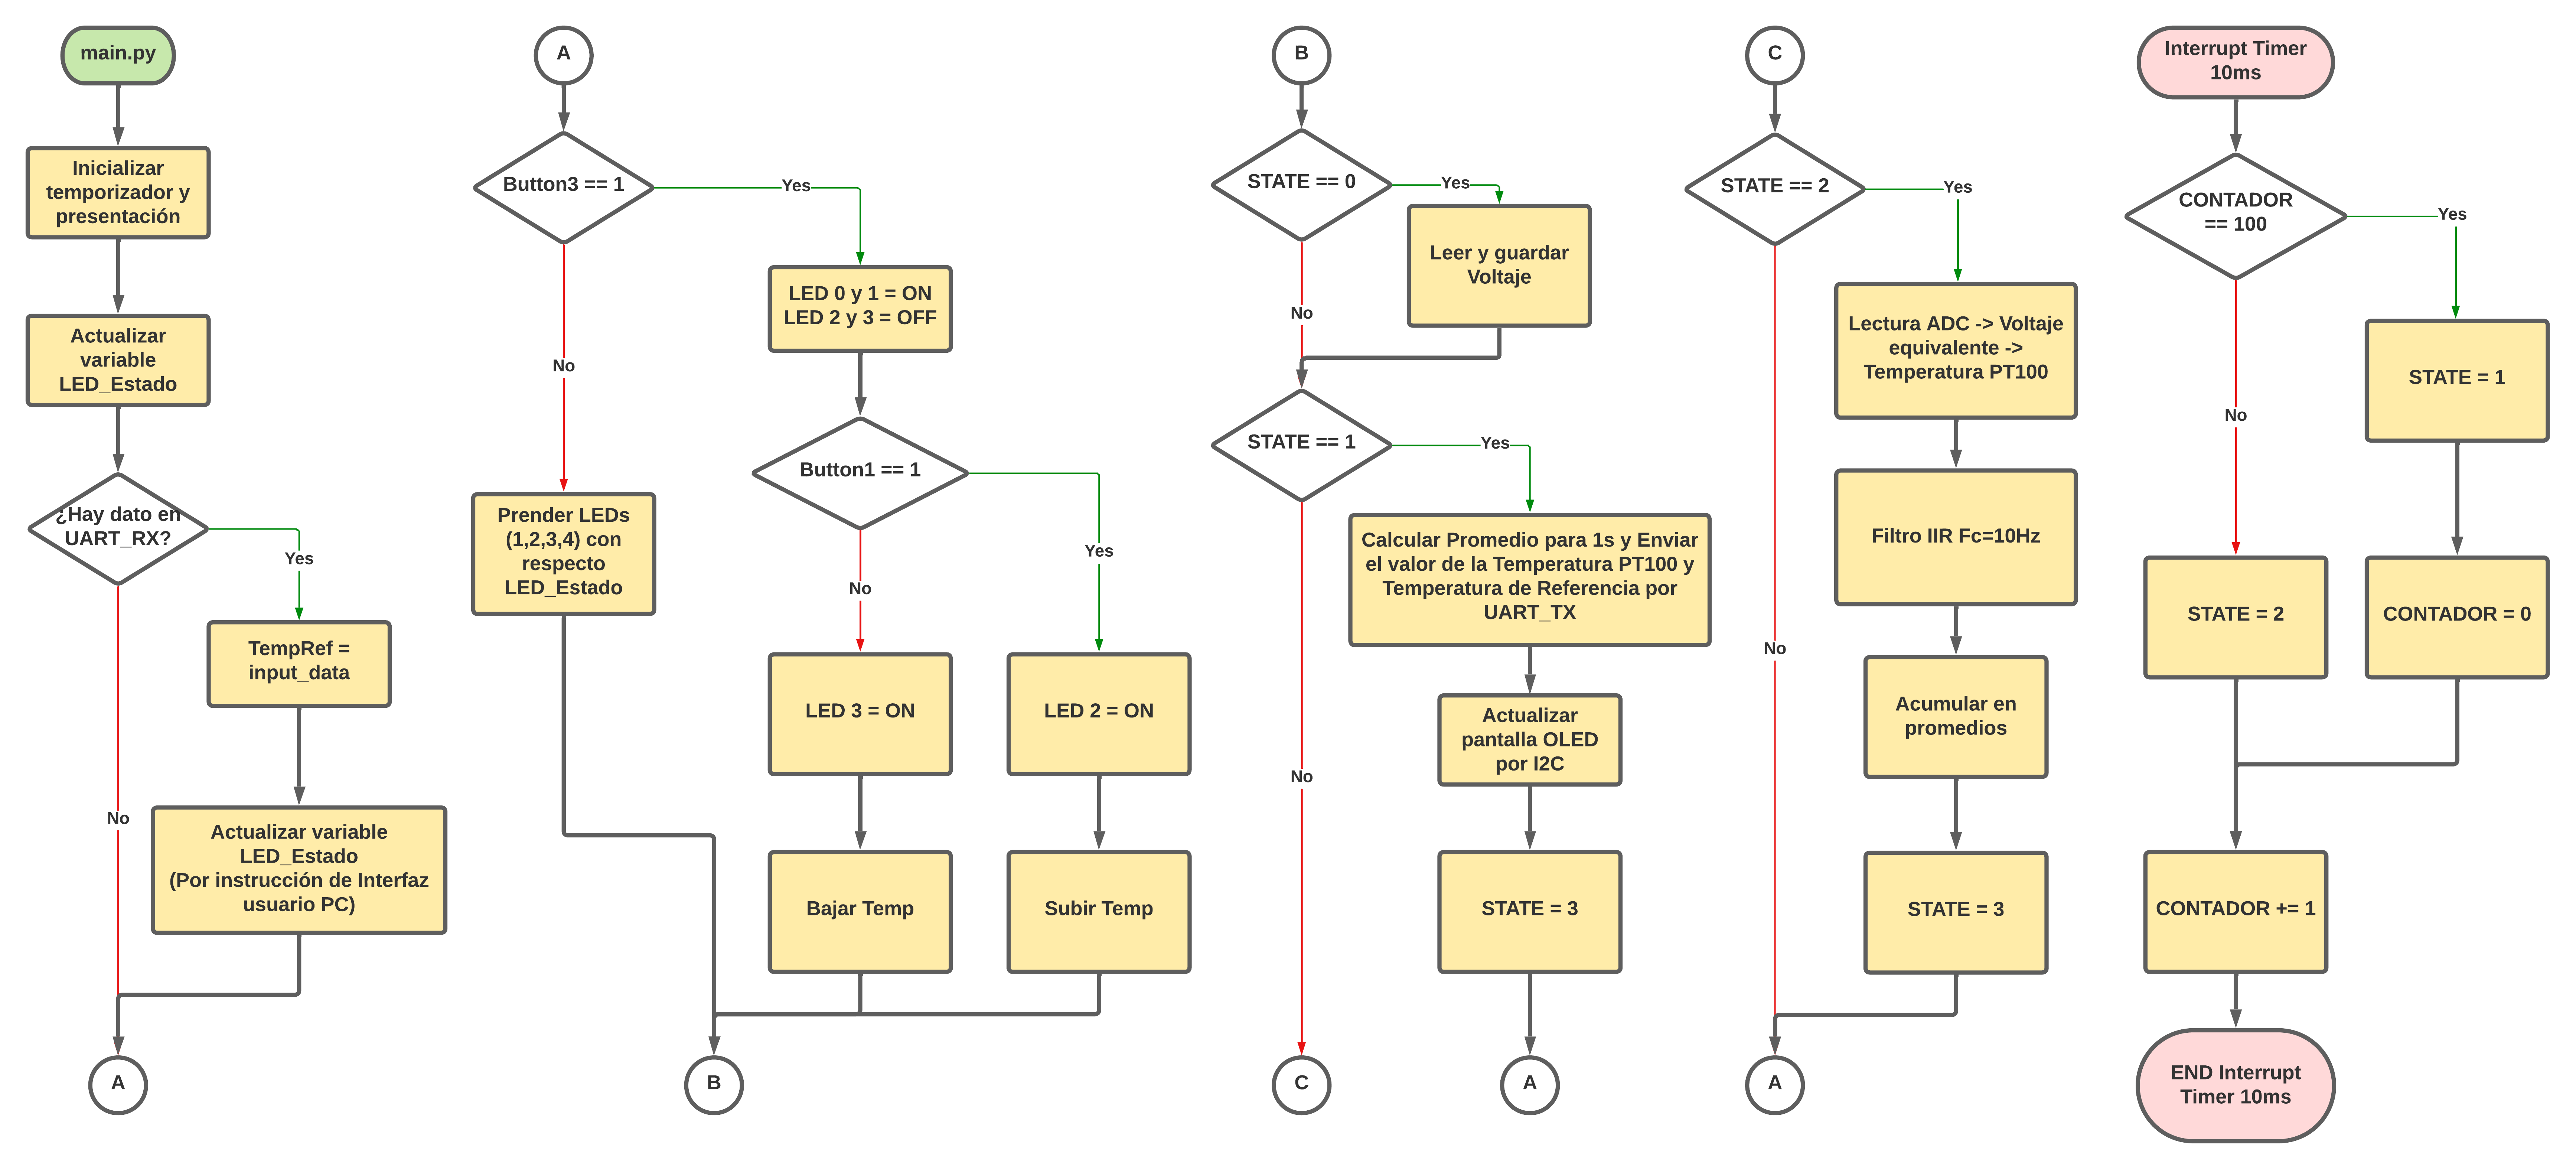 main.py
Inicializar
temporizador y
presentación
Actualizar
variable
LED_Estado
¿Hay dato en
UART_RX?
Yes
No
TempRef =
input_data
Actualizar variable
LED_Estado
(Por instrucción de Interfaz
usuario PC)
A
A
Button3 == 1
Yes
No
LED 0 y 1 = ON
LED 2 y 3 = OFF
Prender LEDs
(1,2,3,4) con
respecto
LED_Estado
Button1 == 1
Yes
No
LED 3 = ON
LED 2 = ON
Bajar Temp
Subir Temp
B
B
STATE == 0
Yes
No
Leer y guardar
Voltaje
STATE == 1
Yes
No
Calcular Promedio para 1s y Enviar
el valor de la Temperatura PT100 y
Temperatura de Referencia por
UART_TX
Actualizar
pantalla OLED
por I2C
STATE = 3
C
A
C
STATE == 2
Yes
No
Lectura ADC -> Voltaje
equivalente ->
Temperatura PT100
Filtro IIR Fc=10Hz
Acumular en
promedios
STATE = 3
A
Interrupt Timer
10ms
CONTADOR
== 100
Yes
No
STATE = 1
STATE = 2
CONTADOR = 0
CONTADOR += 1
END Interrupt
Timer 10ms